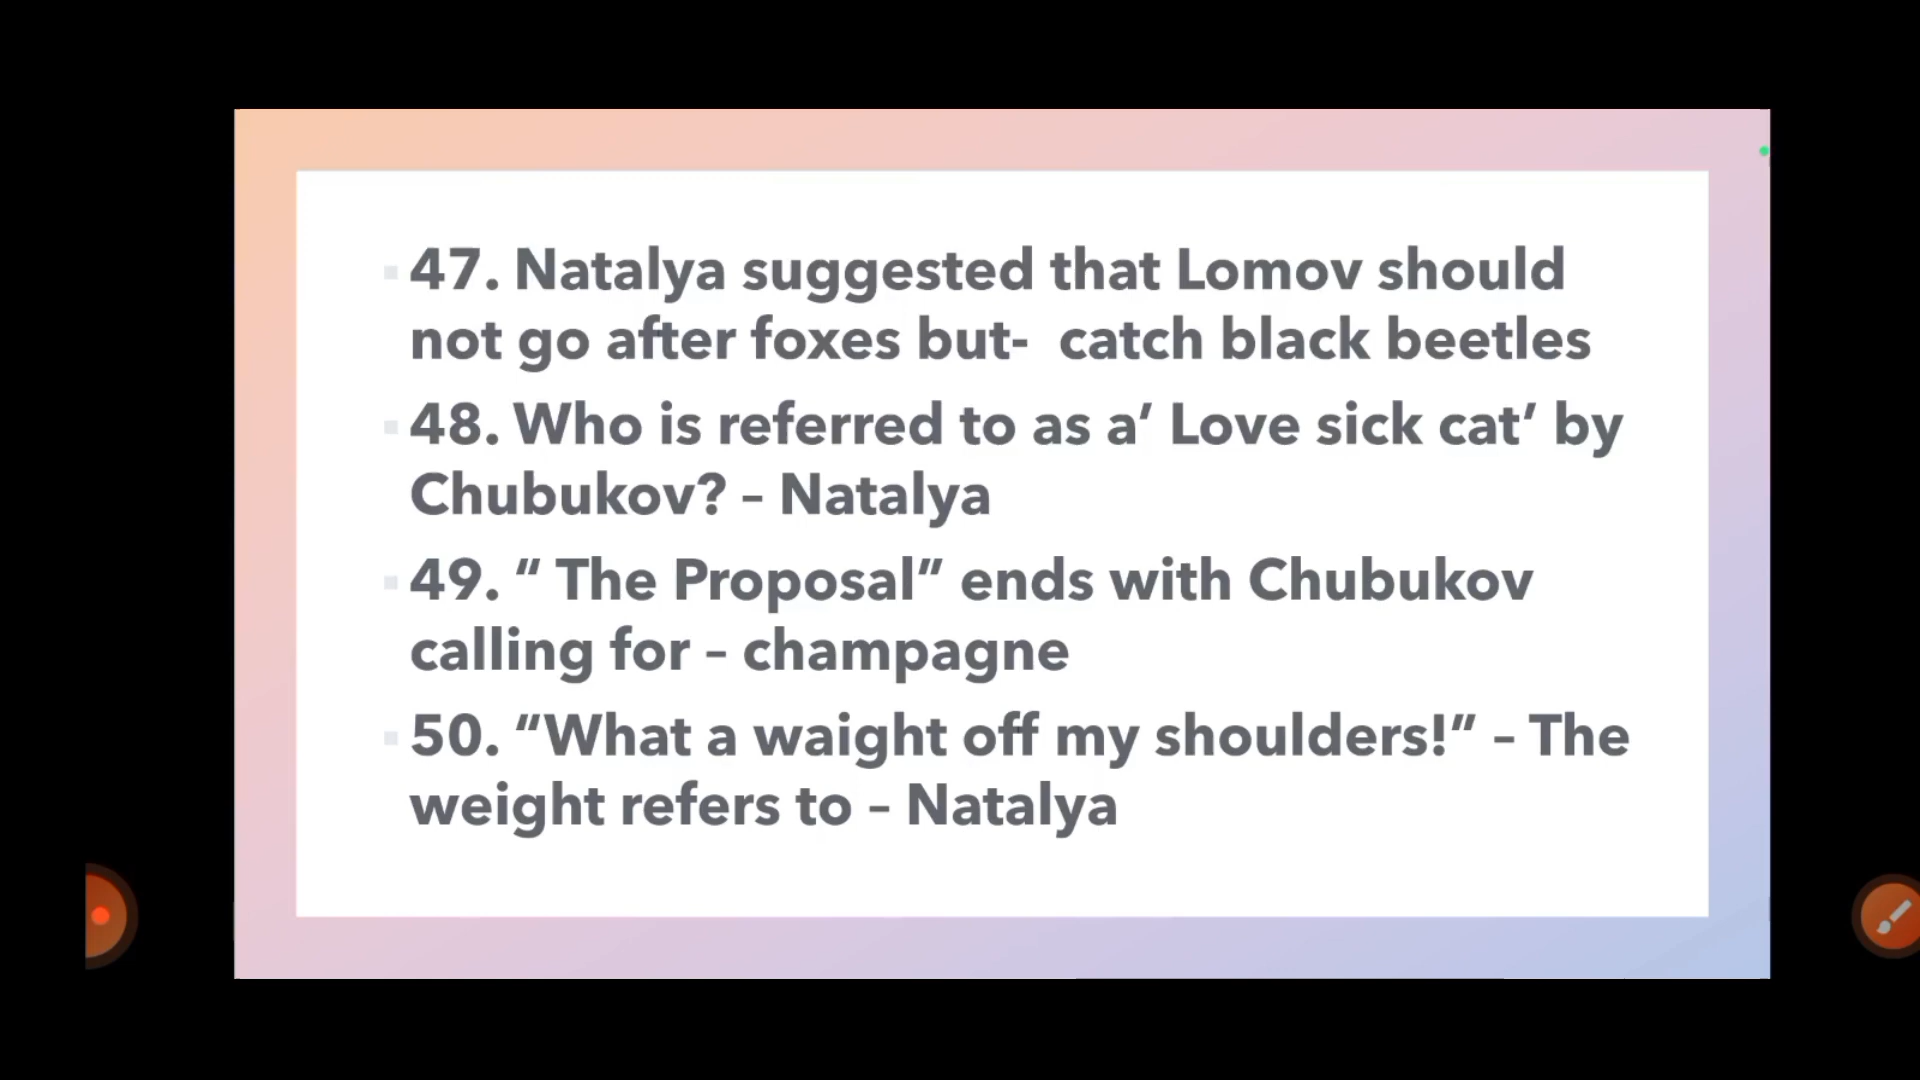 47. Natalya suggested that Lomov should
not go after foxes but-  catch black beetles
48. Who is referred to as a’ Love sick cat’ by
Chubukov? – Natalya
49. “ The Proposal” ends with Chubukov
calling for – champagne
50. “What a waight off my shoulders!” – The
weight refers to – Natalya